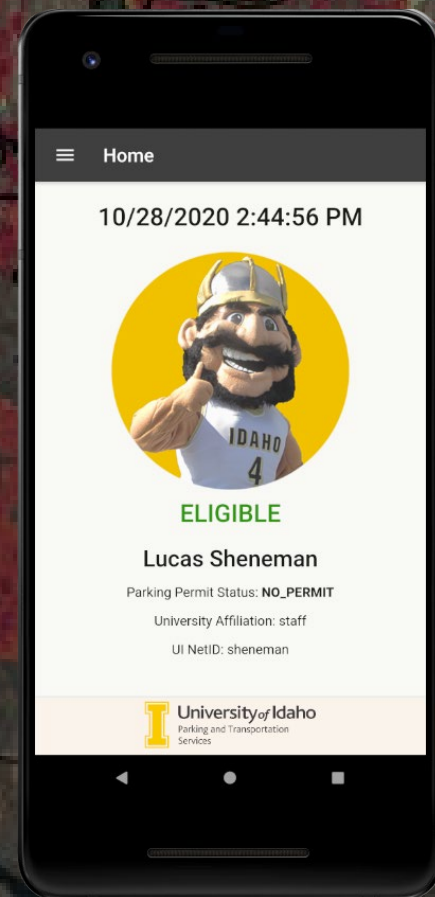 Home
10/28/2020 2:44:56 PM
IDAHO
4
ELIGIBLE
Lucas Sheneman
Parking Permit Status: NO_PERMIT
University Affiliation: staff
UI NetID: sheneman
I
University of Idaho
Parking and Transportation
Services